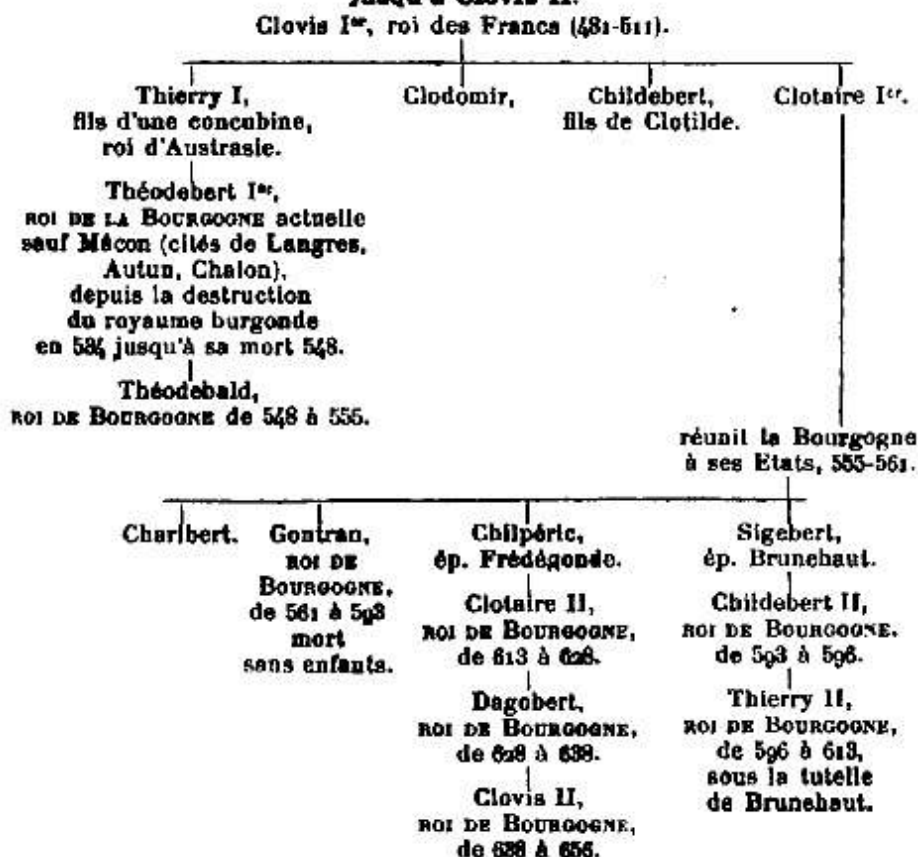 jusqu'à Clovis II.
Clovis Iᵉʳ, roi des Francs (481-511).
Thierry I,
fils d'une concubine,
roi d'Austrasie.
Clodomir,
Childebert,
fils de Clotilde.
Clotaire Iᵉʳ.
Théodebert Iᵉʳ,
ROI DE LA BOURGOGNE actuelle
sauf Mâcon (cités de Langres,
Autun, Chalon),
depuis la destruction
du royaume burgonde
en 534 jusqu'à sa mort 548.
Théodebald,
ROI DE BOURGOGNE de 548 à 555.
réunit la Bourgogne
à ses Etats, 555-561.
Charibert.
Gontran,
ROI DE
BOURGOGNE,
de 561 à 593
mort
sans enfants.
Chilpéric,
ép. Frédégonde.
Clotaire II,
ROI DE BOURGOGNE,
de 613 à 628.
Dagobert,
ROI DE BOURGOGNE,
de 628 à 638.
Clovis II,
ROI DE BOURGOGNE,
de 638 à 656.
Sigebert,
ép. Brunehaut.
Childebert II,
ROI DE BOURGOGNE,
de 593 à 596.
Thierry II,
ROI DE BOURGOGNE,
de 596 à 613,
sous la tutelle
de Brunehaut.